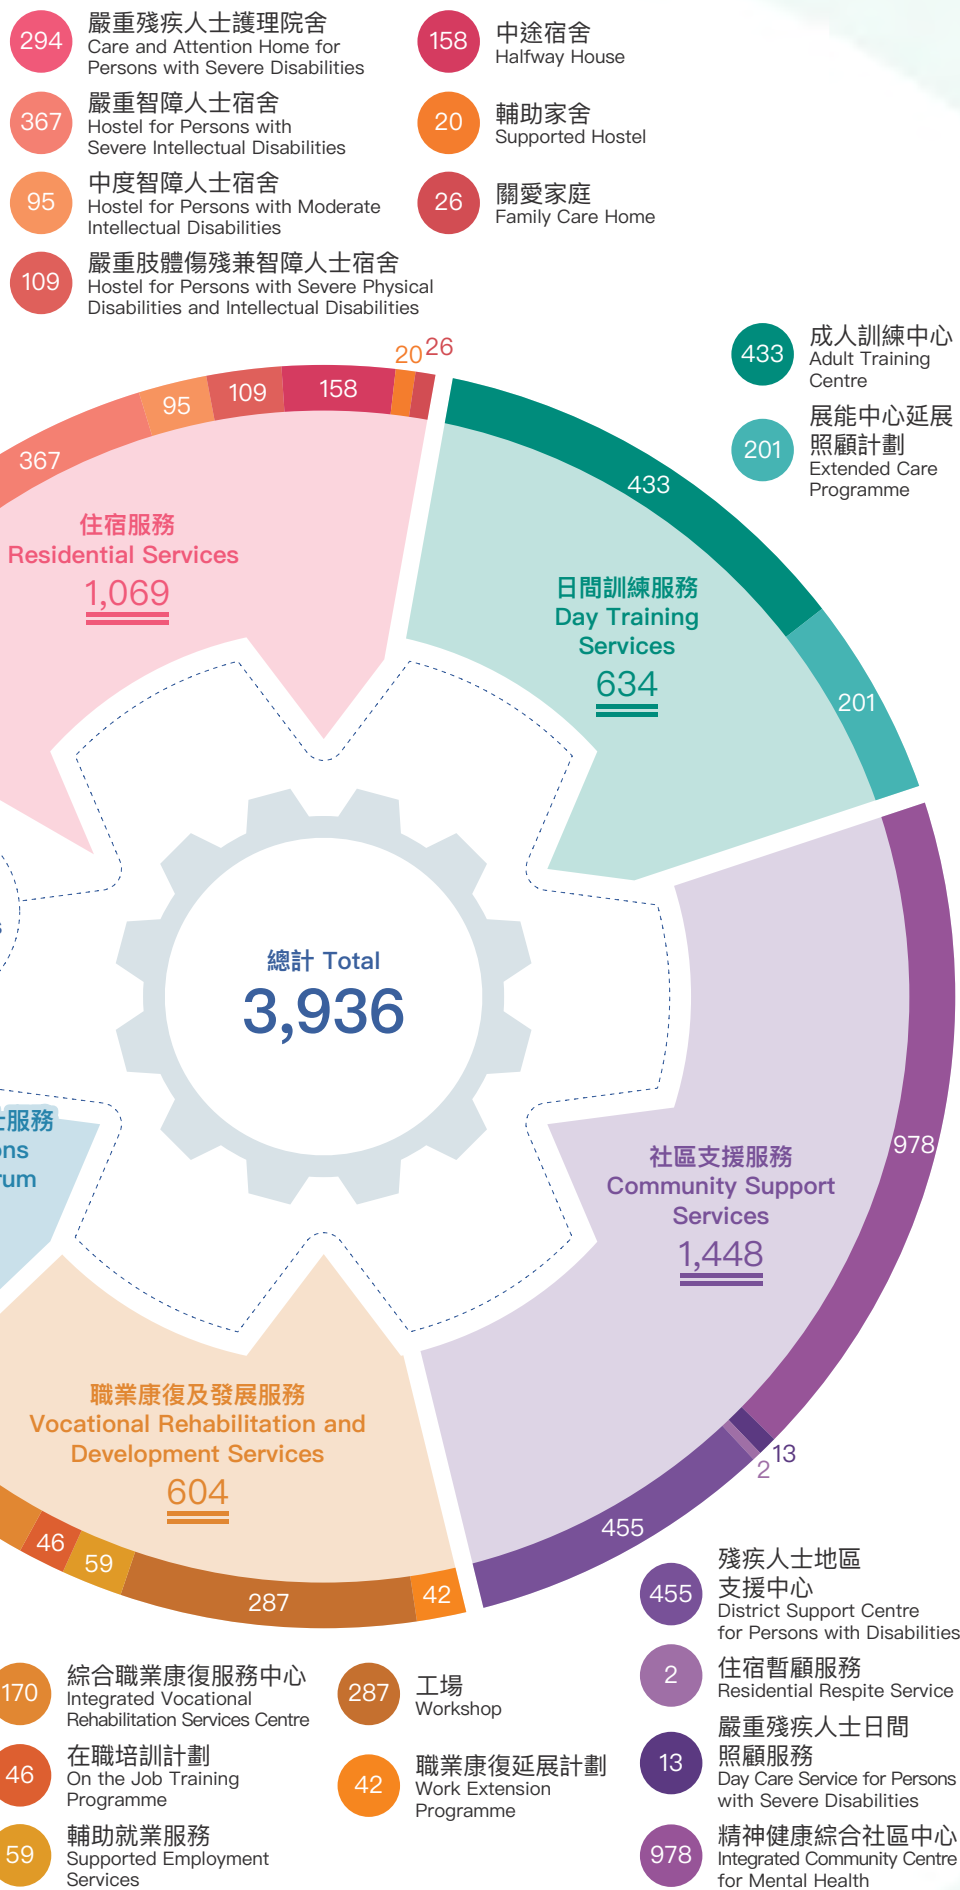 294
嚴重殘疾人士護理院舍
Care and Attention Home for
Persons with Severe Disabilities
367
嚴重智障人士宿舍
Hostel for Persons with
Severe Intellectual Disabilities
95
中度智障人士宿舍
Hostel for Persons with Moderate
Intellectual Disabilities
109
嚴重肢體傷殘兼智障人士宿舍
Hostel for Persons with Severe Physical
Disabilities and Intellectual Disabilities
158
中途宿舍
Halfway House
20
輔助家舍
Supported Hostel
26
關愛家庭
Family Care Home
433
成人訓練中心
Adult Training
Centre
201
展能中心延展
照顧計劃
Extended Care
Programme
367
95
109
158
20
26
433
201
住宿服務
Residential Services
1,069
日間訓練服務
Day Training
Services
634
總計 Total
3,936
士服務
ons
rum
社區支援服務
Community Support
Services
1,448
978
13
2
455
職業康復及發展服務
Vocational Rehabilitation and
Development Services
604
46
59
287
42
170
綜合職業康復服務中心
Integrated Vocational
Rehabilitation Services Centre
46
在職培訓計劃
On the Job Training
Programme
59
輔助就業服務
Supported Employment
Services
287
工場
Workshop
42
職業康復延展計劃
Work Extension
Programme
455
殘疾人士地區
支援中心
District Support Centre
for Persons with Disabilities
2
住宿暫顧服務
Residential Respite Service
13
嚴重殘疾人士日間
照顧服務
Day Care Service for Persons
with Severe Disabilities
978
精神健康綜合社區中心
Integrated Community Centre
for Mental Health